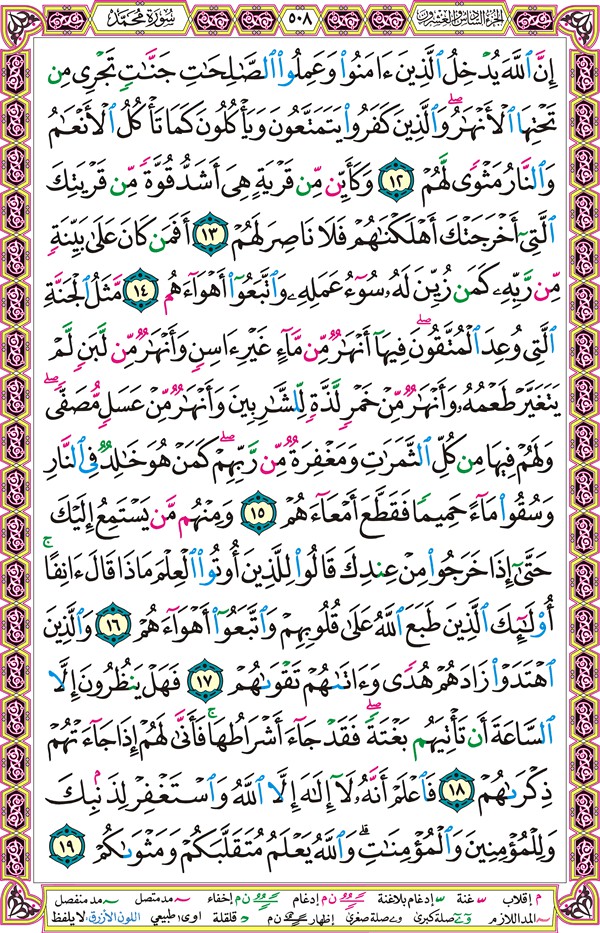 الجزء السادس والعشرون ٥٠٨ سورة محمد
إِنَّ ٱللَّهَ يُدۡخِلُ ٱلَّذِينَ ءَامَنُواْ وَعَمِلُواْ ٱلصَّٰلِحَٰتِ جَنَّٰتٖ تَجۡرِي مِن
تَحۡتِهَا ٱلۡأَنۡهَٰرُۖ وَٱلَّذِينَ كَفَرُواْ يَتَمَتَّعُونَ وَيَأۡكُلُونَ كَمَا تَأۡكُلُ ٱلۡأَنۡعَٰمُ
وَٱلنَّارُ مَثۡوٗى لَّهُمۡ ١٢ وَكَأَيِّن مِّن قَرۡيَةٍ هِيَ أَشَدُّ قُوَّةٗ مِّن قَرۡيَتِكَ
ٱلَّتِيٓ أَخۡرَجَتۡكَ أَهۡلَكۡنَٰهُمۡ فَلَا نَاصِرَ لَهُمۡ ١٣ أَفَمَن كَانَ عَلَىٰ بَيِّنَةٖ
مِّن رَّبِّهِۦ كَمَن زُيِّنَ لَهُۥ سُوٓءُ عَمَلِهِۦ وَٱتَّبَعُوٓاْ أَهۡوَآءَهُم ١٤ مَّثَلُ ٱلۡجَنَّةِ
ٱلَّتِي وُعِدَ ٱلۡمُتَّقُونَۖ فِيهَآ أَنۡهَٰرٞ مِّن مَّآءٍ غَيۡرِ ءَاسِنٖ وَأَنۡهَٰرٞ مِّن لَّبَنٖ لَّمۡ
يَتَغَيَّرۡ طَعۡمُهُۥ وَأَنۡهَٰرٞ مِّنۡ خَمۡرٖ لَّذَّةٖ لِّلشَّٰرِبِينَ وَأَنۡهَٰرٞ مِّنۡ عَسَلٖ مُّصَفّٗىۖ
وَلَهُمۡ فِيهَا مِن كُلِّ ٱلثَّمَرَٰتِ وَمَغۡفِرَةٞ مِّن رَّبِّهِمۡۖ كَمَنۡ هُوَ خَٰلِدٞ فِي ٱلنَّارِ
وَسُقُواْ مَآءً حَمِيمٗا فَقَطَّعَ أَمۡعَآءَهُمۡ ١٥ وَمِنۡهُم مَّن يَسۡتَمِعُ إِلَيۡكَ
حَتَّىٰٓ إِذَا خَرَجُواْ مِنۡ عِندِكَ قَالُواْ لِلَّذِينَ أُوتُواْ ٱلۡعِلۡمَ مَاذَا قَالَ ءَانِفًاۚ
أُوْلَٰٓئِكَ ٱلَّذِينَ طَبَعَ ٱللَّهُ عَلَىٰ قُلُوبِهِمۡ وَٱتَّبَعُوٓاْ أَهۡوَآءَهُمۡ ١٦ وَٱلَّذِينَ
ٱهۡتَدَوۡاْ زَادَهُمۡ هُدٗى وَءَاتَىٰهُمۡ تَقۡوَىٰهُمۡ ١٧ فَهَلۡ يَنظُرُونَ إِلَّا
ٱلسَّاعَةَ أَن تَأۡتِيَهُم بَغۡتَةٗۖ فَقَدۡ جَآءَ أَشۡرَاطُهَاۚ فَأَنَّىٰ لَهُمۡ إِذَا جَآءَتۡهُمۡ
ذِكۡرَىٰهُمۡ ١٨ فَٱعۡلَمۡ أَنَّهُۥ لَآ إِلَٰهَ إِلَّا ٱللَّهُ وَٱسۡتَغۡفِرۡ لِذَنۢبِكَ
وَلِلۡمُؤۡمِنِينَ وَٱلۡمُؤۡمِنَٰتِۗ وَٱللَّهُ يَعۡلَمُ مُتَقَلَّبَكُمۡ وَمَثۡوَىٰكُمۡ ١٩
م إقلاب غنة إدغام بلاغنة ن م إدغام ن م إخفاء مد متصل مد منفصل
المد اللازم صلة كبرى صلة صغرى إظهار ن م قلقلة اوى طبيعي اللون الأزرق لا يلفظ